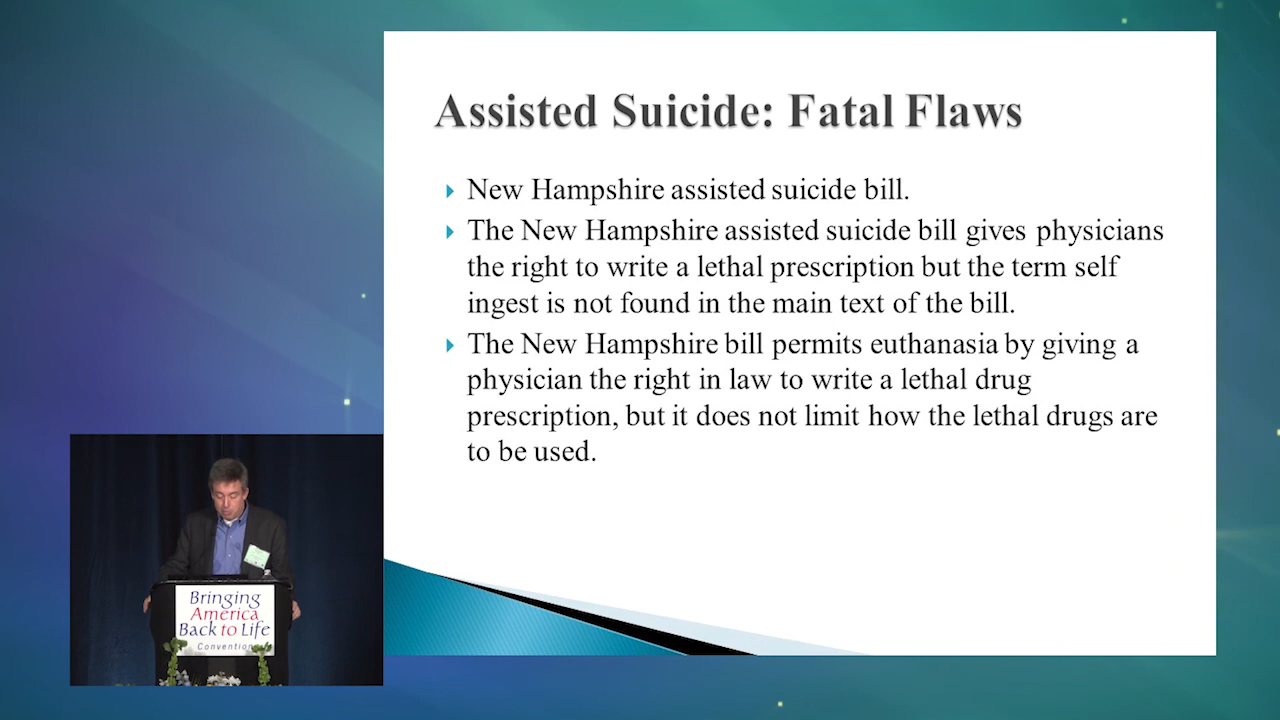 Assisted Suicide: Fatal Flaws
New Hampshire assisted suicide bill.
The New Hampshire assisted suicide bill gives physicians
the right to write a lethal prescription but the term self
ingest is not found in the main text of the bill.
The New Hampshire bill permits euthanasia by giving a
physician the right in law to write a lethal drug
prescription, but it does not limit how the lethal drugs are
to be used.
Bringing
America
Back to Life
Convention